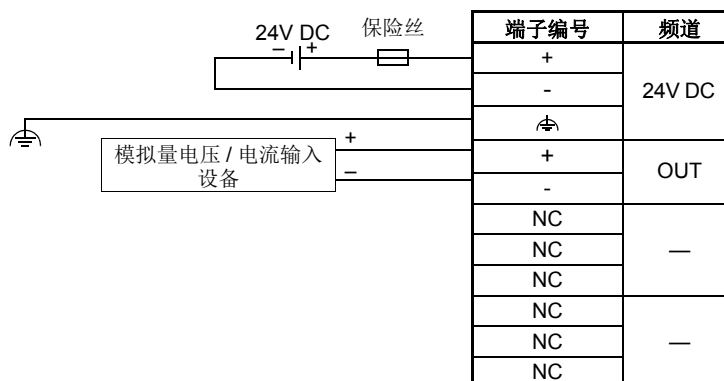 24V DC
保险丝
– +
端子编号 频道
+
-
24V DC
+
模拟量电压 / 电流输入
设备
–
+
-
OUT
NC
NC
NC
—
NC
NC
NC
—